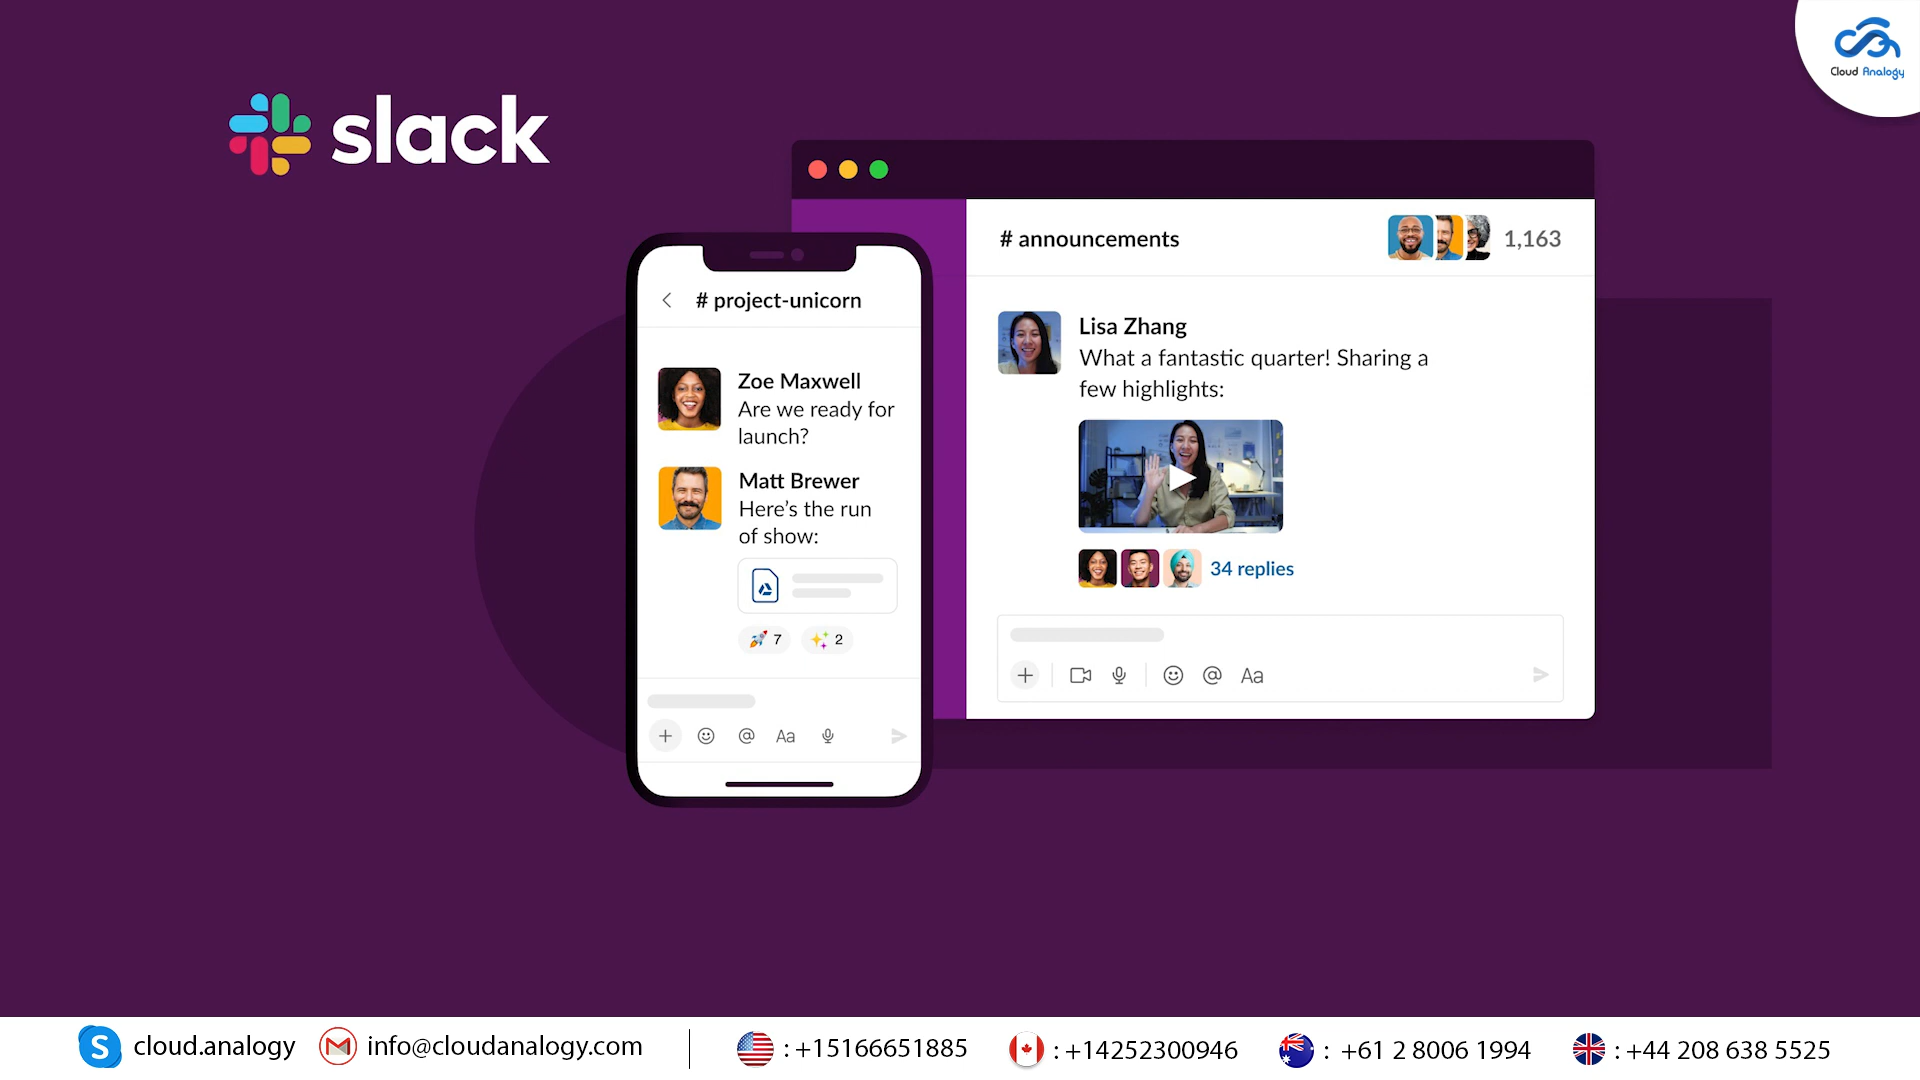 Cloud Analogy
slack
# announcements
1,163
Lisa Zhang
What a fantastic quarter! Sharing a
few highlights:
34 replies
Aa
# project-unicorn
Zoe Maxwell
Are we ready for
launch?
Matt Brewer
Here's the run
of show:
7
2
@ Aa
S cloud.analogy
info@cloudanalogy.com
: +15166651885
: +14252300946
: +61 2 8006 1994
: +44 208 638 5525